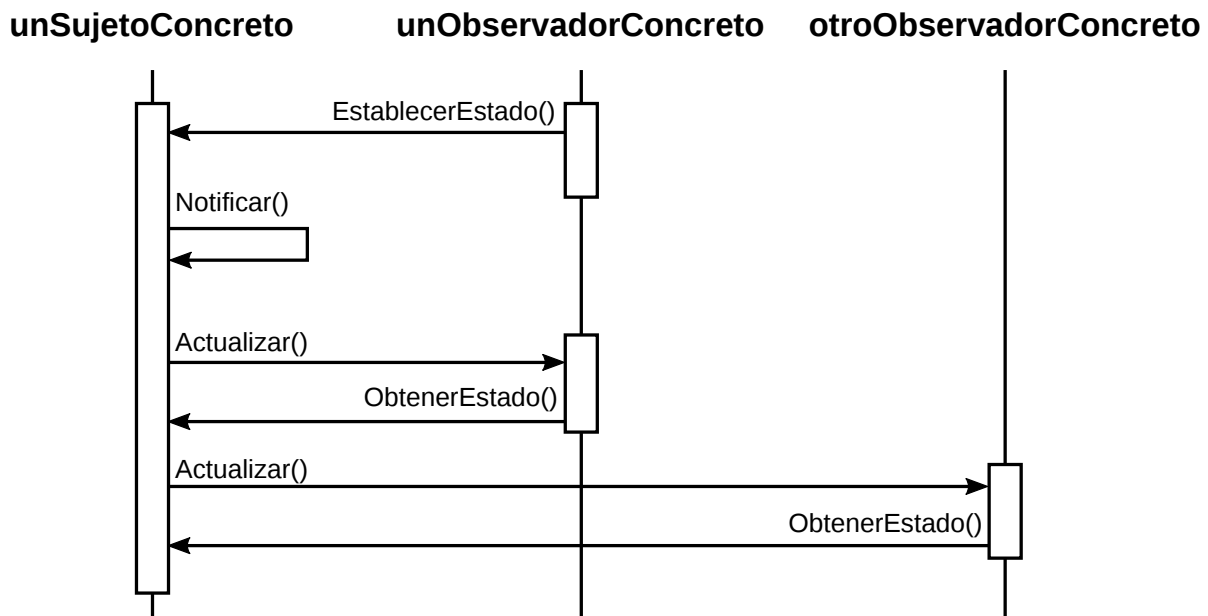 unSujetoConcreto unObservadorConcreto otroObservadorConcreto
EstablecerEstado()
Notificar()
Actualizar()
ObtenerEstado()
Actualizar()
ObtenerEstado()